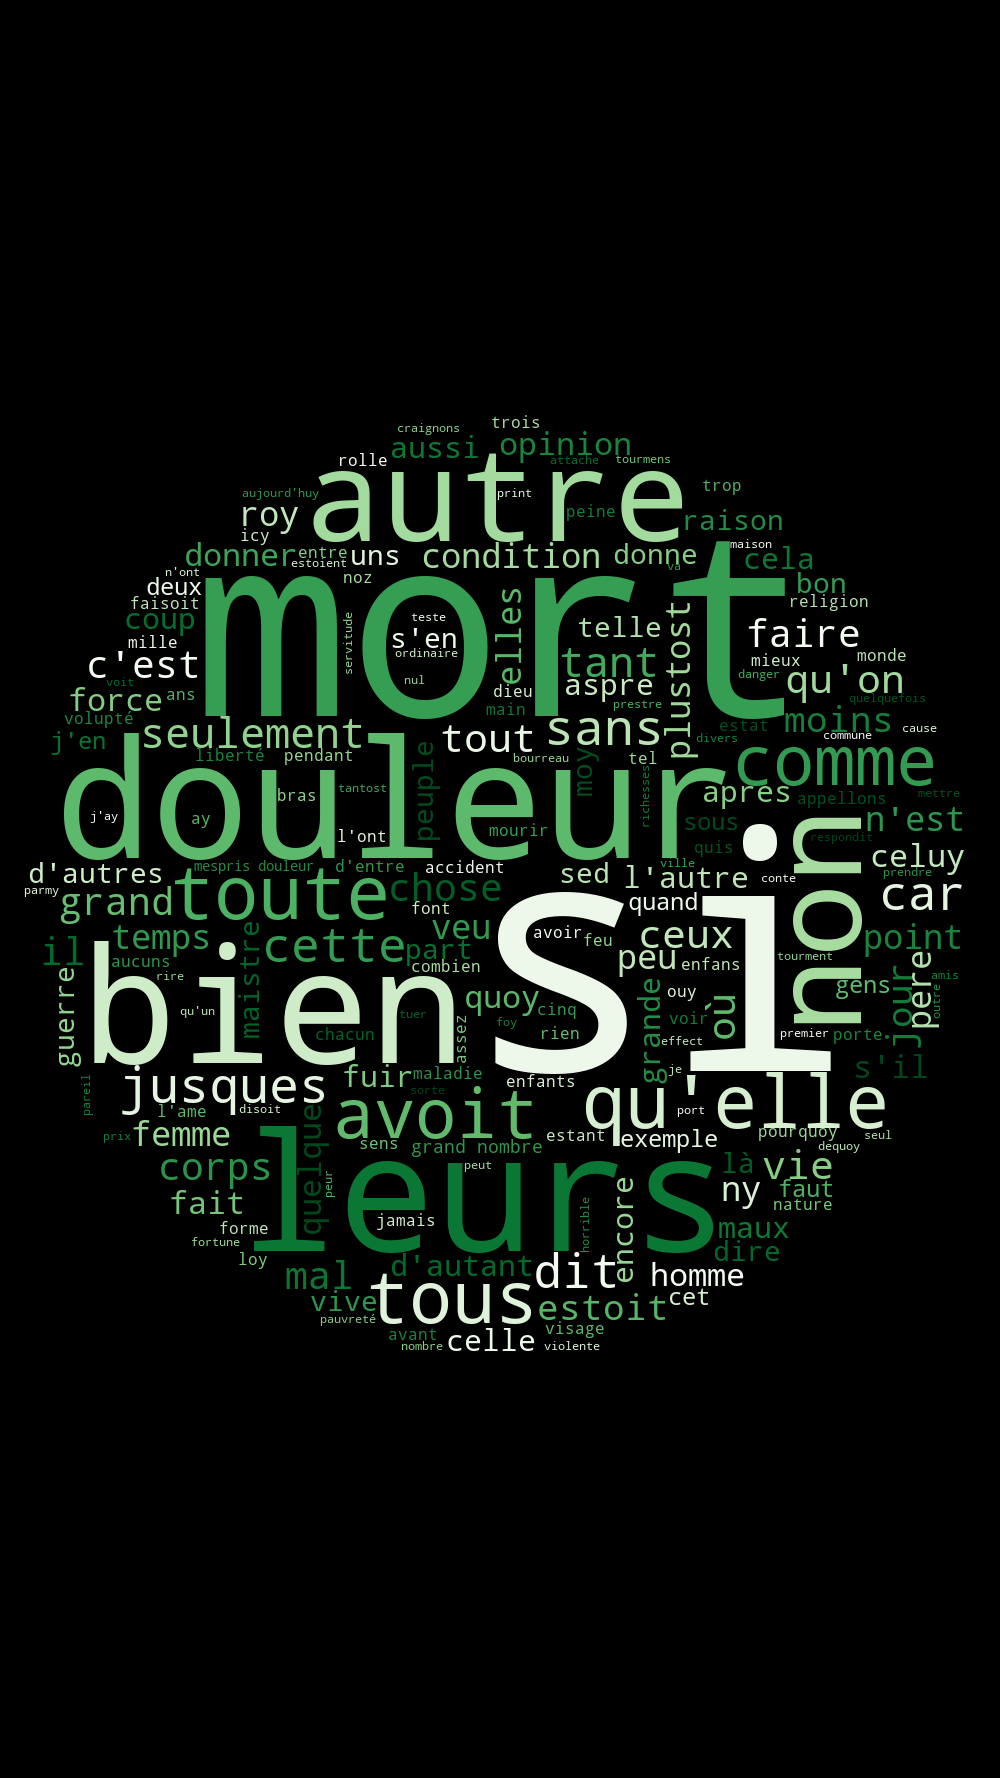 trois
craignons
aussi
opinion
rolle
attache
tourmens
autre
aujourd'huy
print
trop
roy
peine
raison
icy
donner
entre
estoient
uns
condition
donne
maison
cela
n'ont
noz
va
mort
deux
bon
faisoit
religion
coup
servitude
teste
s'en
elles
telle
plustost
faire
mille
ordinaire
monde
c'est
tant
mieux
voit
nul
dieu
aspre
danger
qu'on
force
ans
main
prestre
quelquefois
volupté
estat
moins
cause
j'en
seulement
tout
sans
divers
commune
liberté
pendant
peuple
bourreau
moy
tel
comme
douleur
tantost
richesses
apres
appellons
mettre
bras
j'ay
ay
l'ont
mourir
sous
non
n'est
respondit
quis
mespris douleur
d'entre
accident
ville
celuy
d'autres
toute
chose
sed
l'autre
conte
prendre
parmy
grand
font
quand
car
il
temps
maistre
cette
part
veu
avoir
feu
Si
ceux
point
aucuns
combien
peu
enfans
tourment
rire
guerre
bien
quoy
ouy
où
gens
jour
pere
amis
outre
qu'un
tuer
cinq
grande
voir
chacun
assez
foy
rien
effect
premier
porte
jusques
fuir
maladie
enfants
je
s'il
pareil
sorte
l'ame
disoit
avoit
qu'elle
port
prix
femme
quelque
sens
grand nombre
estant
exemple
pourquoy
seul
dequoy
corps
peur
peut
là
vie
leurs
fait
encore
ny
faut
nature
forme
jamais
horrible
maux
fortune
loy
dire
mal
d'autant
dit
homme
vive
tous
estoit
cet
pauvreté
avant
visage
nombre
celle
violente